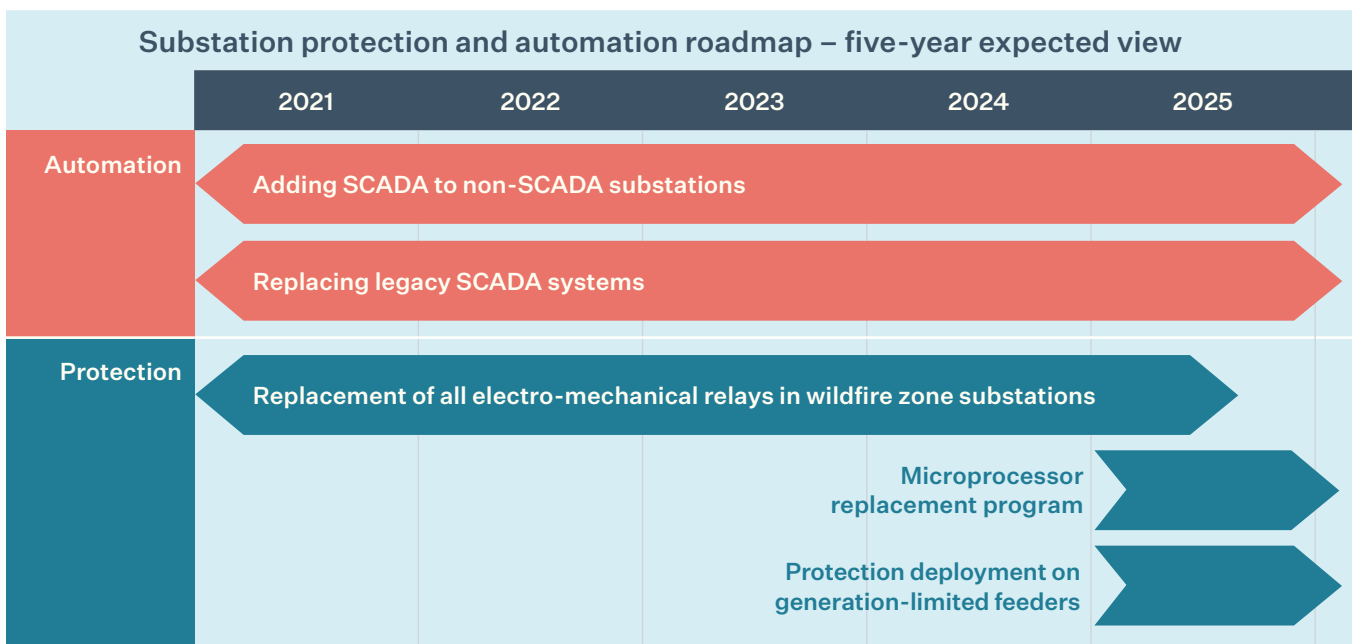 Substation protection and automation roadmap – five-year expected view
2021 2022 2023 2024 2025
Automation
Adding SCADA to non-SCADA substations
Replacing legacy SCADA systems
Protection
Replacement of all electro-mechanical relays in wildfire zone substations
Microprocessor
replacement program
Protection deployment on
generation-limited feeders